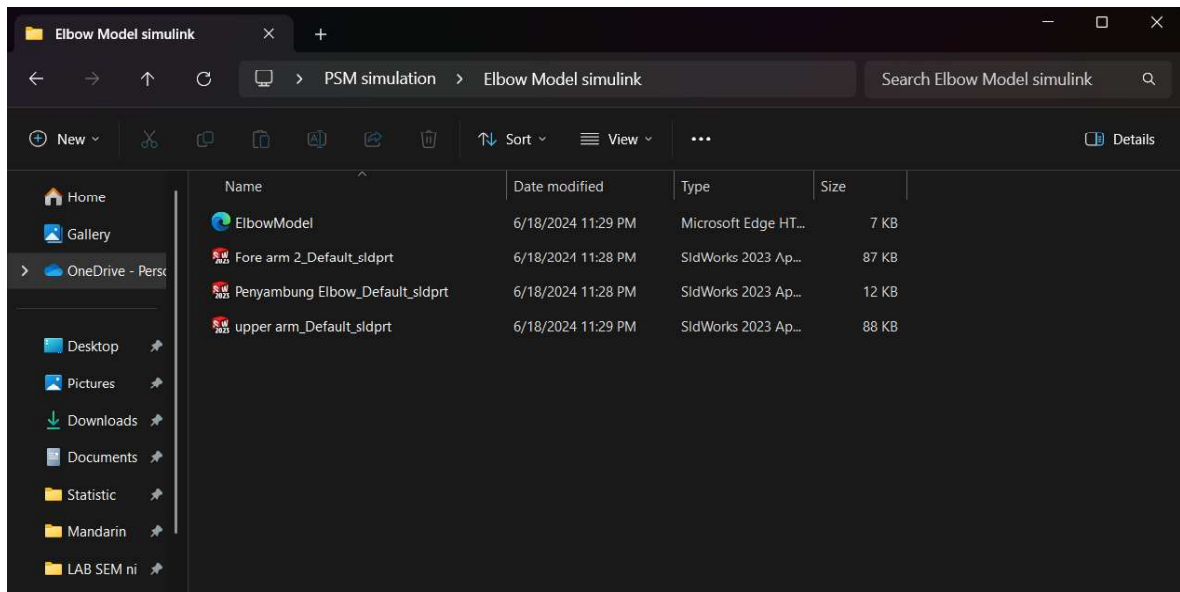 Elbow Model simulink
PSM simulation > Elbow Model simulink
Search Elbow Model simulink
New
Sort
View
Details
Home
Gallery
OneDrive - Persc
Desktop
Pictures
Downloads
Documents
Statistic
Mandarin
LAB SEM ni
Name Date modified Type Size
ElbowModel 6/18/2024 11:29 PM Microsoft Edge HT... 7 KB
Fore arm 2_Default_sldprt 6/18/2024 11:28 PM SldWorks 2023 Ap... 87 KB
Penyambung Elbow_Default_sldprt 6/18/2024 11:28 PM SldWorks 2023 Ap... 12 KB
upper arm_Default_sldprt 6/18/2024 11:29 PM SldWorks 2023 Ap... 88 KB